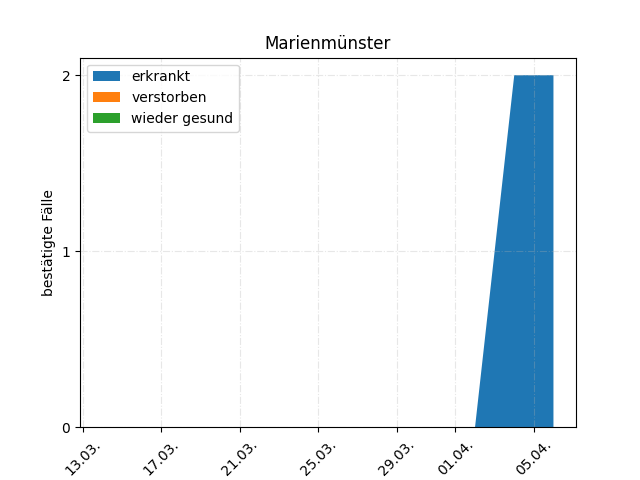 Marienmünster
erkrankt
verstorben
wieder gesund
bestätigte Fälle
2
1
0
13.03.
17.03.
21.03.
25.03.
29.03.
01.04.
05.04.